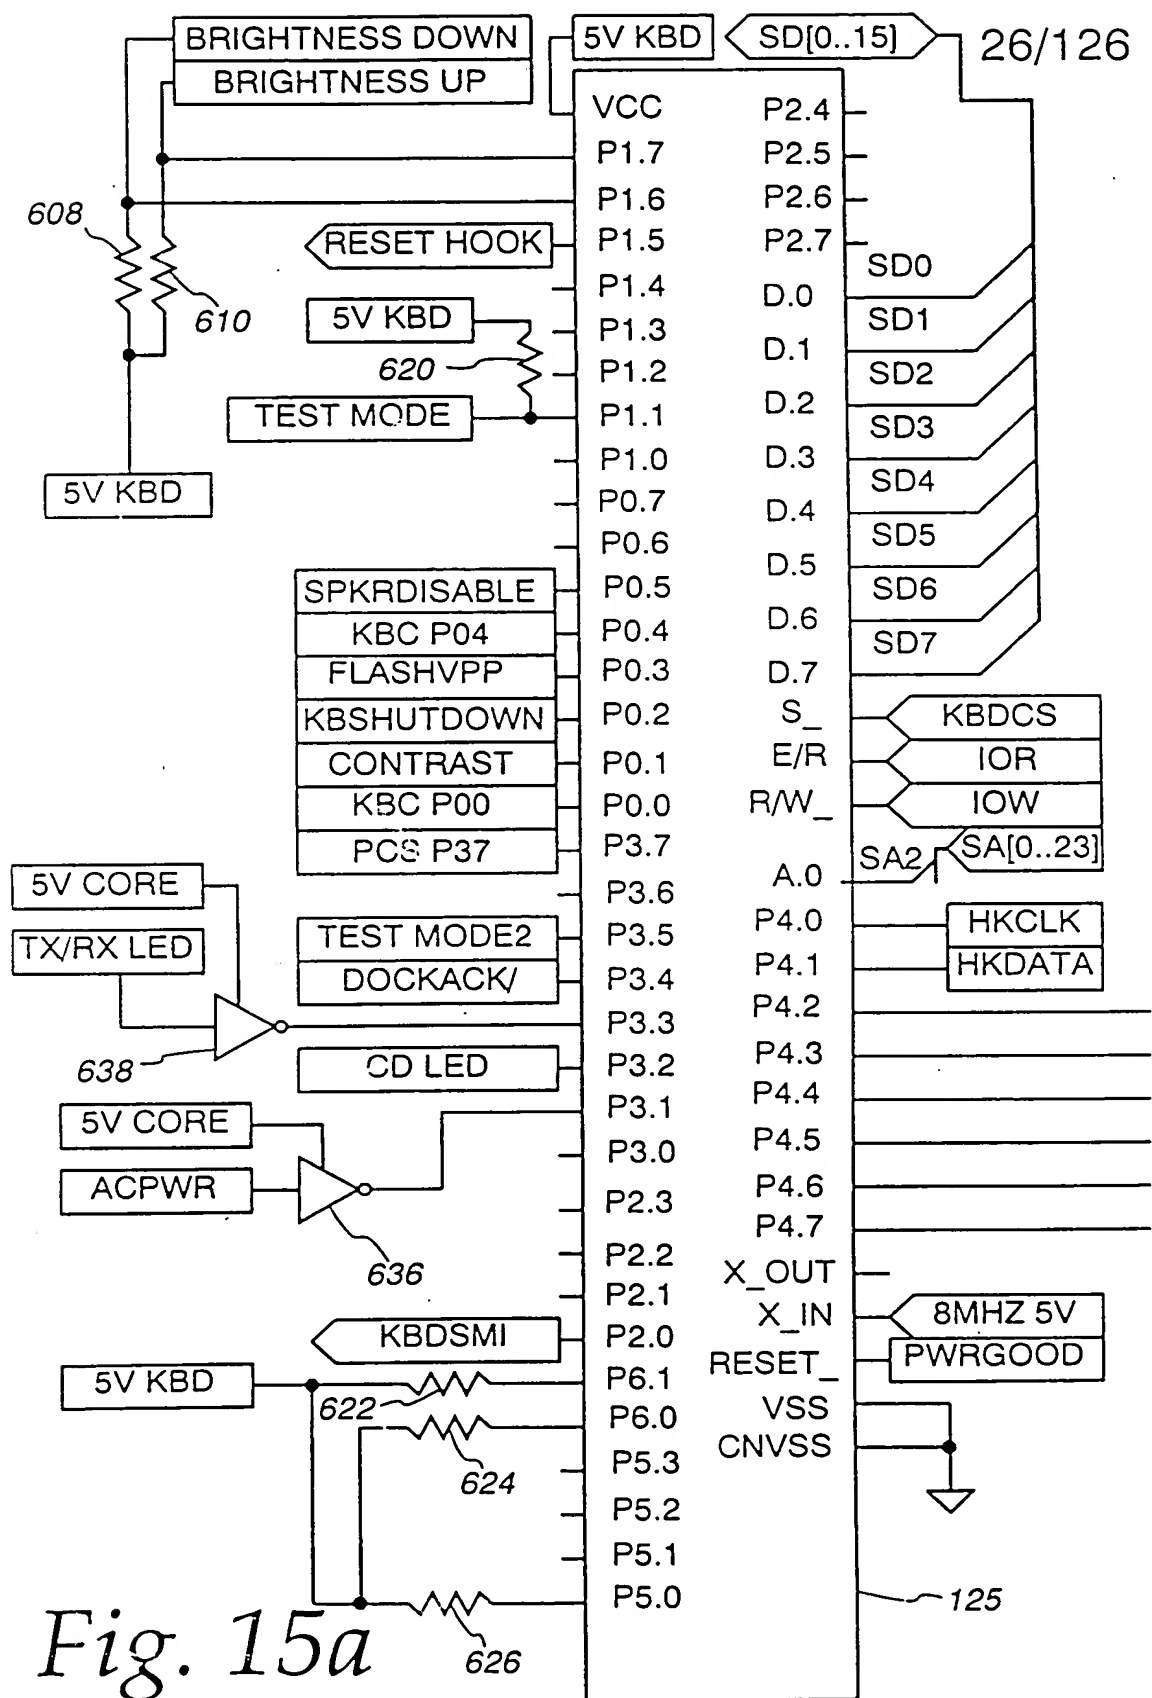 BRIGHTNESS DOWN
BRIGHTNESS UP
5V KBD
SD[0..15]
26/126
VCC
P1.7
P1.6
P1.5
P1.4
P1.3
P1.2
P1.1
P1.0
P0.7
P0.6
P0.5
P0.4
P0.3
P0.2
P0.1
P0.0
P3.7
P3.6
P3.5
P3.4
P3.3
P3.2
P3.1
P3.0
P2.3
P2.2
P2.1
P2.0
P6.1
P6.0
P5.3
P5.2
P5.1
P5.0
608
610
RESET HOOK
5V KBD
620
TEST MODE
5V KBD
SPKRDISABLE
KBC P04
FLASHVPP
KBSHUTDOWN
CONTRAST
KBC P00
PCS P37
5V CORE
TX/RX LED
TEST MODE2
DOCKACK/
638
CD LED
5V CORE
ACPWR
636
KBDSMI
5V KBD
622
624
626
P2.4
P2.5
P2.6
P2.7
D.0
D.1
D.2
D.3
D.4
D.5
D.6
D.7
S_
E/R
R/W_
A.0
P4.0
P4.1
P4.2
P4.3
P4.4
P4.5
P4.6
P4.7
X_OUT
X_IN
RESET_
VSS
CNVSS
SD0
SD1
SD2
SD3
SD4
SD5
SD6
SD7
KBDCS
IOR
IOW
SA2
SA[0..23]
HKCLK
HKDATA
8MHZ 5V
PWRGOOD
125
Fig. 15a